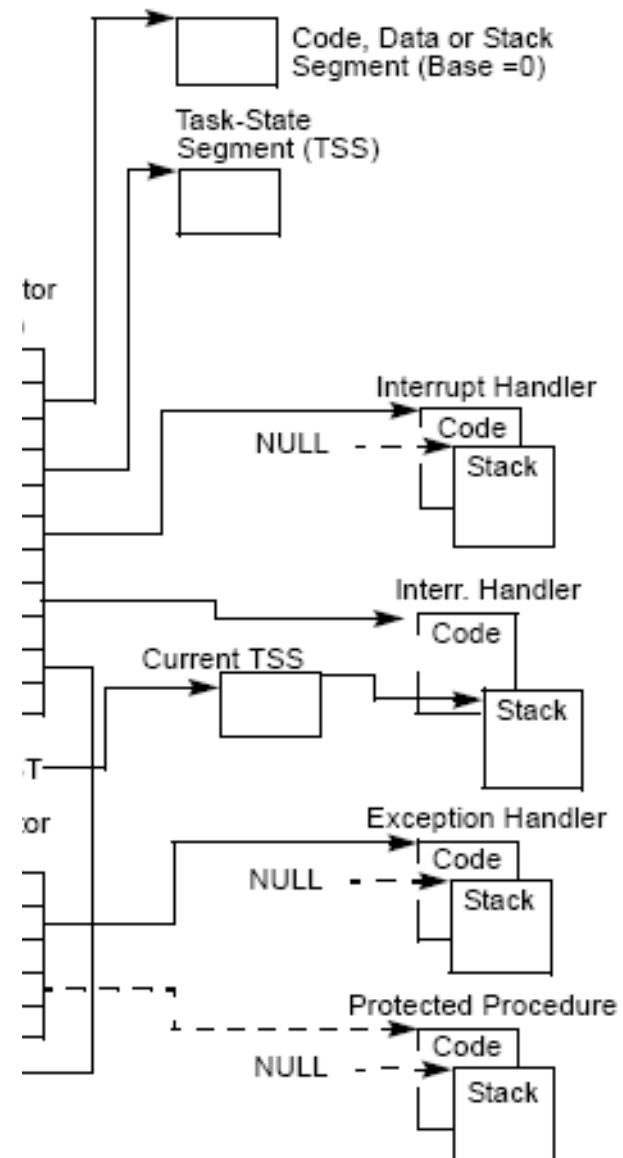 Code, Data or Stack
Segment (Base =0)
Task-State
Segment (TSS)
tor
Interrupt Handler
Code
NULL
Stack
Interr. Handler
Code
Current TSS
Stack
T
tor
Exception Handler
Code
NULL
Stack
Protected Procedure
Code
NULL
Stack